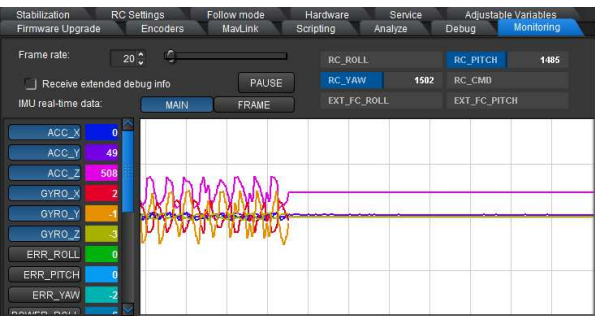 Stabilization RC Settings Follow mode Hardware Service Adjustable Variables
Firmware Upgrade Encoders MavLink Scripting Analyze Debug Monitoring
Frame rate: 20
RC_ROLL RC_PITCH 1485
Receive extended debug info PAUSE
RC_YAW 1502 RC_CMD
IMU real-time data: MAIN FRAME
EXT_FC_ROLL EXT_FC_PITCH
ACC_X 0
ACC_Y 49
ACC_Z 508
GYRO_X 2
GYRO_Y -1
GYRO_Z -3
ERR_ROLL 0
ERR_PITCH 0
ERR_YAW -2